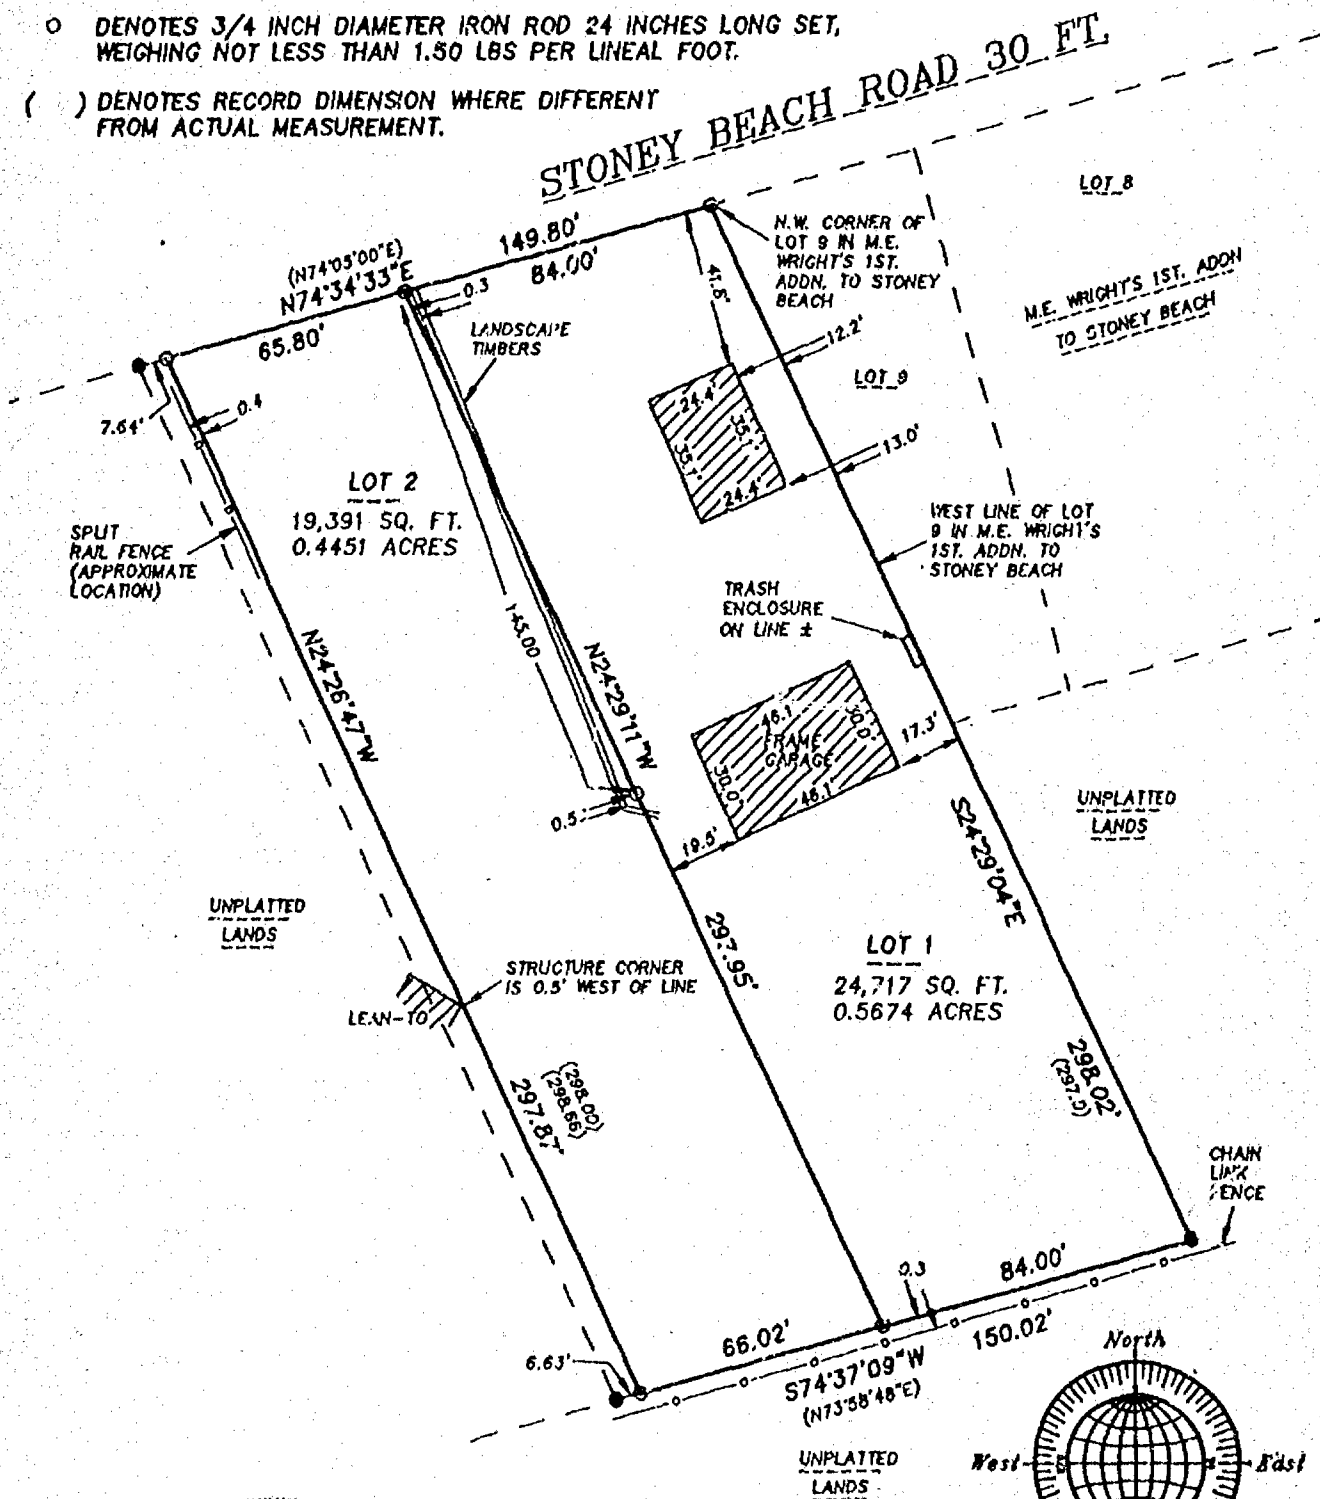 O DENOTES 3/4 INCH DIAMETER IRON ROD 24 INCHES LONG SET,
WEIGHING NOT LESS THAN 1.50 LBS PER LINEAL FOOT.
( ) DENOTES RECORD DIMENSION WHERE DIFFERENT
FROM ACTUAL MEASUREMENT.
STONEY BEACH ROAD 30 FT.
LOT 8
M.E. WRIGHT'S 1ST. ADDN
TO STONEY BEACH
N.W. CORNER OF
LOT 9 IN M.E.
WRIGHT'S 1ST.
ADDN. TO STONEY
BEACH
149.80'
84.00'
(N74°05'00"E)
N74°34'33"E
65.80'
0.3
LANDSCAPE
TIMBERS
41.8'
12.2'
LOT 9
13.0'
24.4'
35.1'
35.1'
24.4'
7.64'
0.4
LOT 2
19,391 SQ. FT.
0.4451 ACRES
SPLIT
RAIL FENCE
(APPROXIMATE
LOCATION)
WEST LINE OF LOT
9 IN M.E. WRIGHT'S
1ST. ADDN. TO
STONEY BEACH
TRASH
ENCLOSURE
ON LINE ±
145.00
N24°26'47"W
N24°29'11"W
46.1
30.0'
FRAME
GARAGE
30.0'
46.1
17.3'
0.5
19.5'
S24°29'04"E
UNPLATTED
LANDS
UNPLATTED
LANDS
297.95'
LOT 1
24,717 SQ. FT.
0.5674 ACRES
STRUCTURE CORNER
IS 0.5' WEST OF LINE
LEAN-TO
(298.00)
(298.66)
297.87'
298.02'
(297.9)
CHAIN
LINK
FENCE
0.3
84.00'
66.02'
150.02'
6.63'
S74°37'09"W
(N73°58'48"E)
UNPLATTED
LANDS
North
West
East